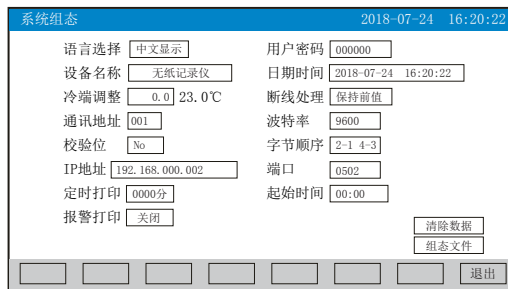 系统组态 2018-07-24 16:20:22
语言选择 中文显示 用户密码 000000
设备名称 无纸记录仪 日期时间 2018-07-24 16:20:22
冷端调整 0.0 23.0℃ 断线处理 保持前值
通讯地址 001 波特率 9600
校验位 No 字节顺序 2-1 4-3
IP地址 192.168.000.002 端口 0502
定时打印 0000分 起始时间 00:00
报警打印 关闭
清除数据
组态文件
退出